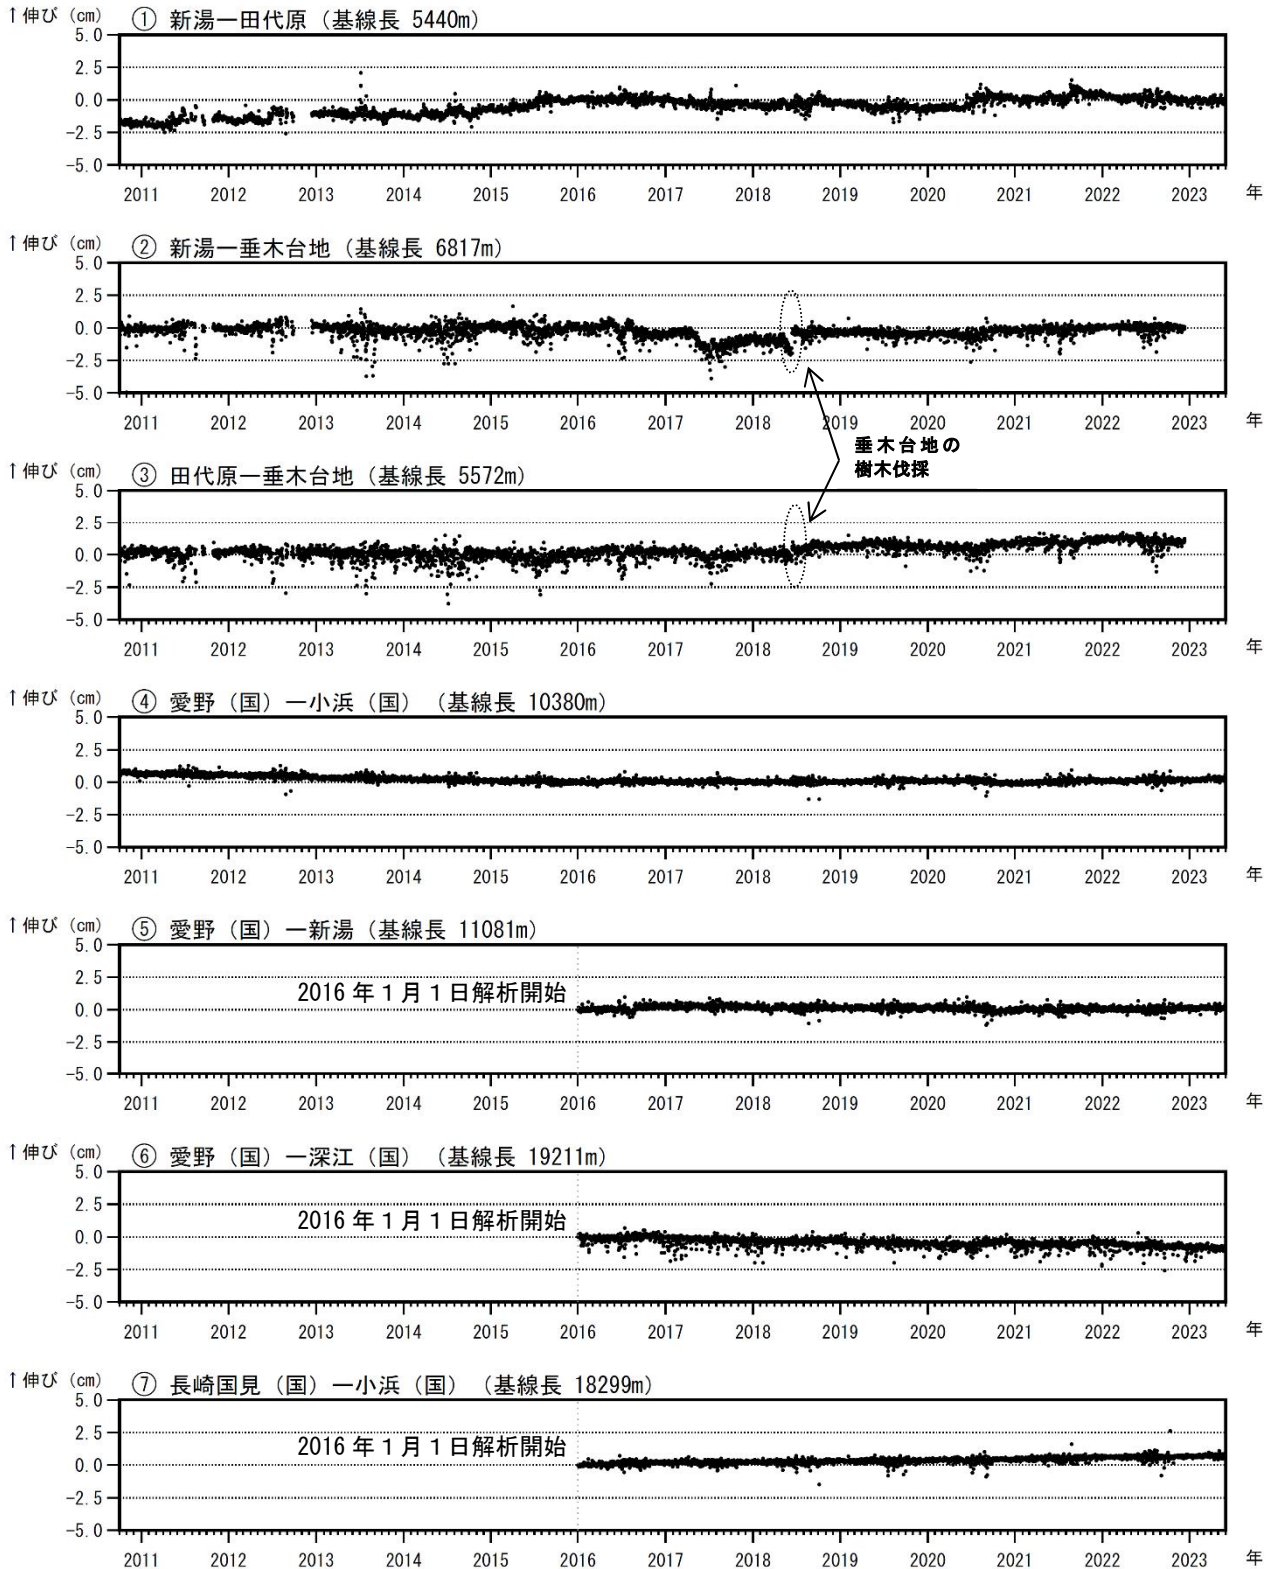 ↑伸び (cm) ① 新湯―田代原 (基線長 5440m)
5.0
2.5
0.0
-2.5
-5.0
2011 2012 2013 2014 2015 2016 2017 2018 2019 2020 2021 2022 2023 年
↑伸び (cm) ② 新湯―垂木台地 (基線長 6817m)
5.0
2.5
0.0
-2.5
-5.0
2011 2012 2013 2014 2015 2016 2017 2018 2019 2020 2021 2022 2023 年
垂木台地の
樹木伐採
↑伸び (cm) ③ 田代原―垂木台地 (基線長 5572m)
5.0
2.5
0.0
-2.5
-5.0
2011 2012 2013 2014 2015 2016 2017 2018 2019 2020 2021 2022 2023 年
↑伸び (cm) ④ 愛野（国）―小浜（国） (基線長 10380m)
5.0
2.5
0.0
-2.5
-5.0
2011 2012 2013 2014 2015 2016 2017 2018 2019 2020 2021 2022 2023 年
↑伸び (cm) ⑤ 愛野（国）―新湯 (基線長 11081m)
5.0
2.5
2016年1月1日解析開始
0.0
-2.5
-5.0
2011 2012 2013 2014 2015 2016 2017 2018 2019 2020 2021 2022 2023 年
↑伸び (cm) ⑥ 愛野（国）―深江（国） (基線長 19211m)
5.0
2.5
2016年1月1日解析開始
0.0
-2.5
-5.0
2011 2012 2013 2014 2015 2016 2017 2018 2019 2020 2021 2022 2023 年
↑伸び (cm) ⑦ 長崎国見（国）―小浜（国） (基線長 18299m)
5.0
2.5
2016年1月1日解析開始
0.0
-2.5
-5.0
2011 2012 2013 2014 2015 2016 2017 2018 2019 2020 2021 2022 2023 年